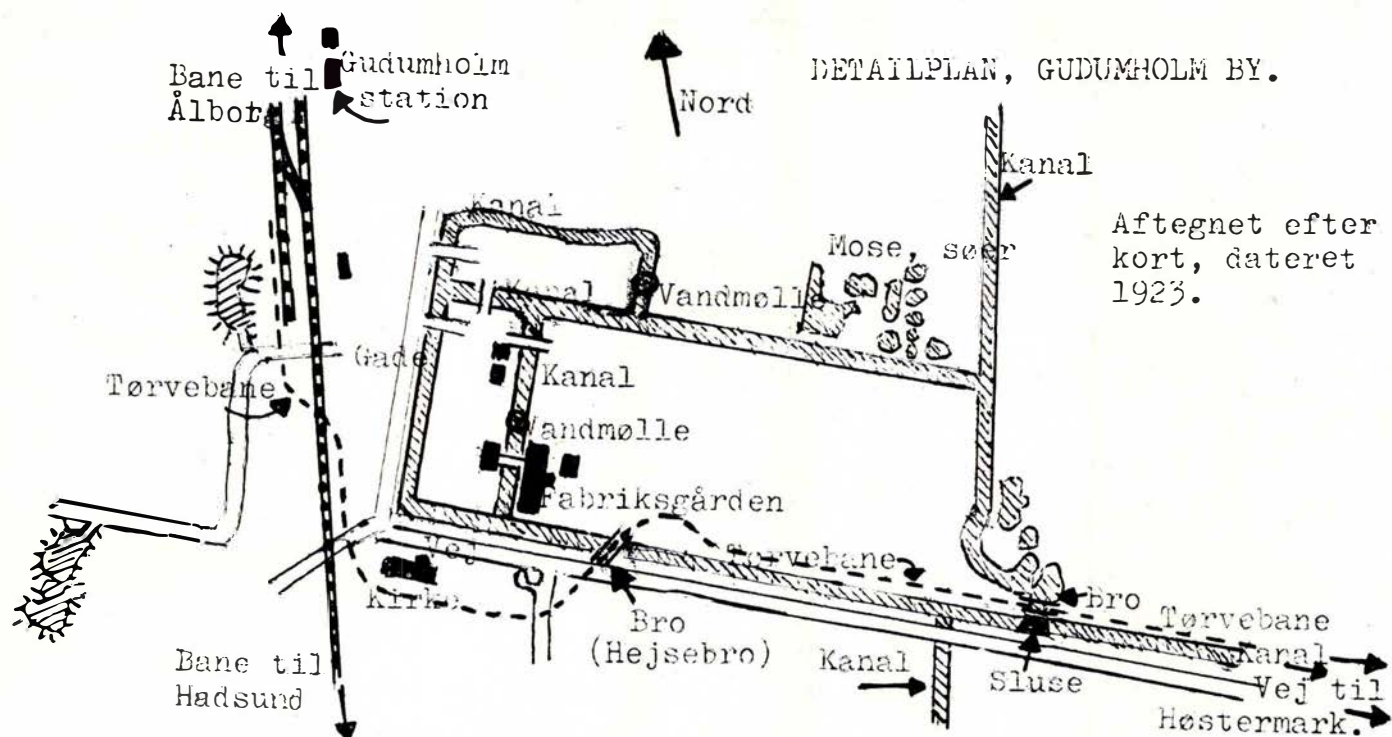 DETAILPLAN, GUDUMHOLM BY.
Bane til
Ålborg
Gudumholm
station
Nord
Kanal
Aftegnet efter
kort, dateret
1923.
Kanal
Mose, søer
Kanal
Vandmølle
Gade
Tørvebane
Kanal
Vandmølle
Fabriksgården
Vej
Kirke
Tørvebane
Bro
(Hejsebro)
Bro
Tørvebane
Kanal
Kanal
Sluse
Vej til
Høstermark.
Bane til
Hadsund